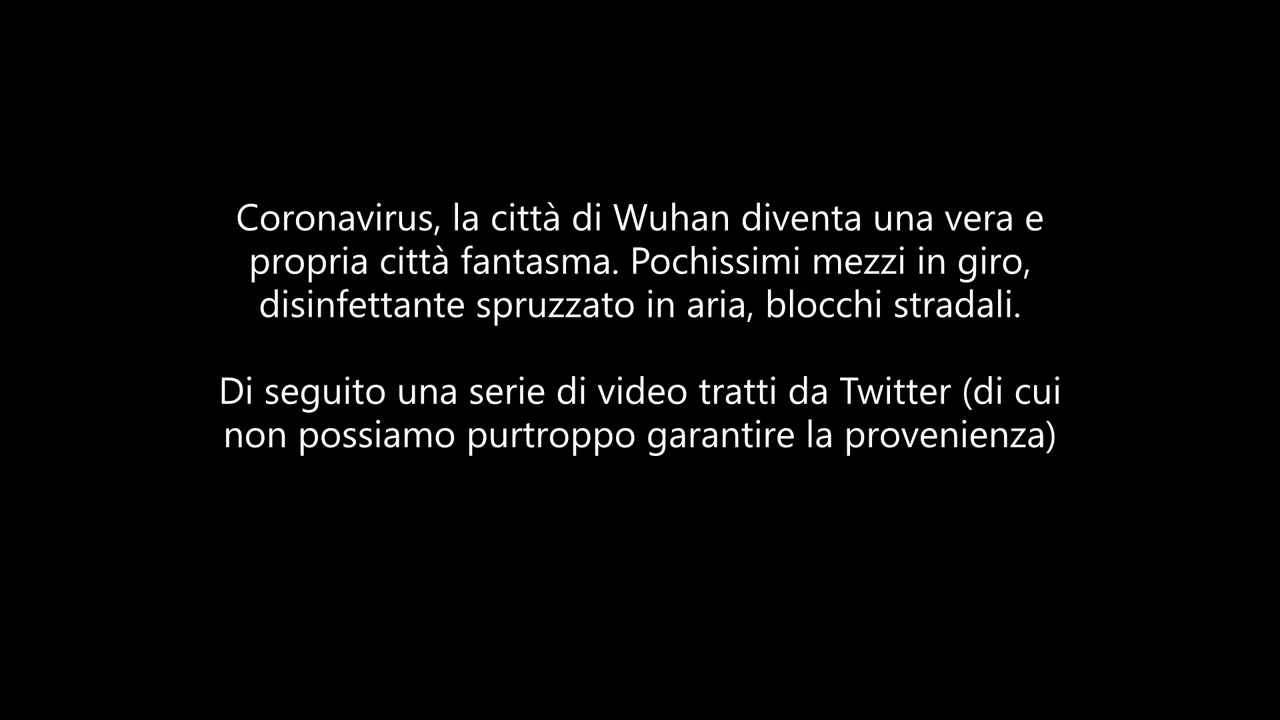 Coronavirus, la città di Wuhan diventa una vera e
propria città fantasma. Pochissimi mezzi in giro,
disinfettante spruzzato in aria, blocchi stradali.
Di seguito una serie di video tratti da Twitter (di cui
non possiamo purtroppo garantire la provenienza)